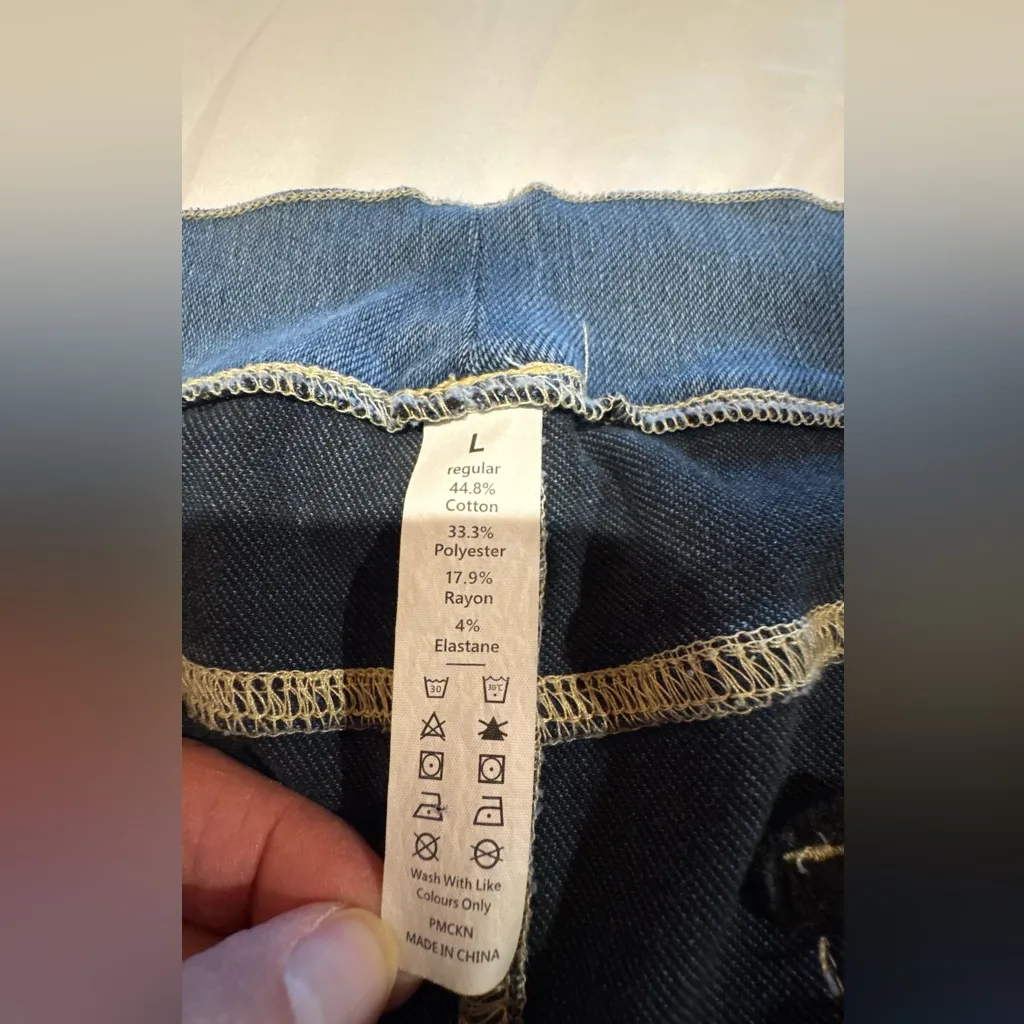 L
regular
44.8%
Cotton
33.3%
Polyester
17.9%
Rayon
4%
Elastane
30 30°C
Wash With Like
Colours Only
PMCKN
MADE IN CHINA